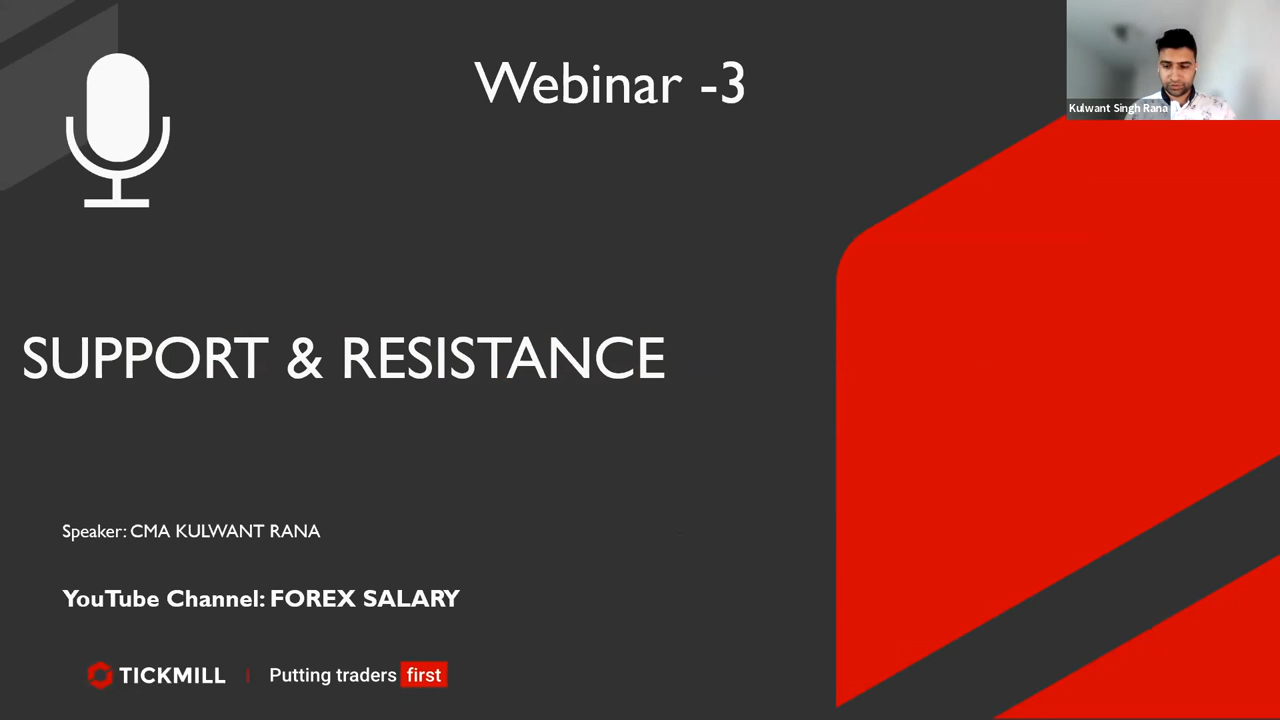 Webinar -3
Kulwant Singh Rana
SUPPORT & RESISTANCE
Speaker: CMA KULWANT RANA
YouTube Channel: FOREX SALARY
TICKMILL | Putting traders first